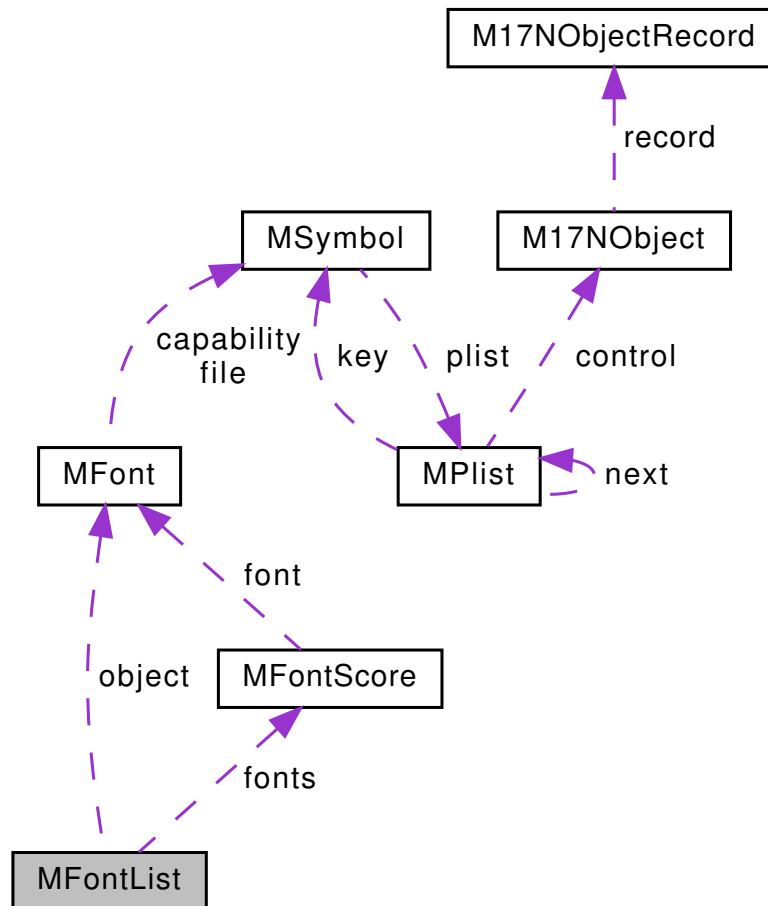 M17NObjectRecord
record
MSymbol
M17NObject
capability
file
key
plist
control
MFont
MPlist
next
font
object
MFontScore
fonts
MFontList